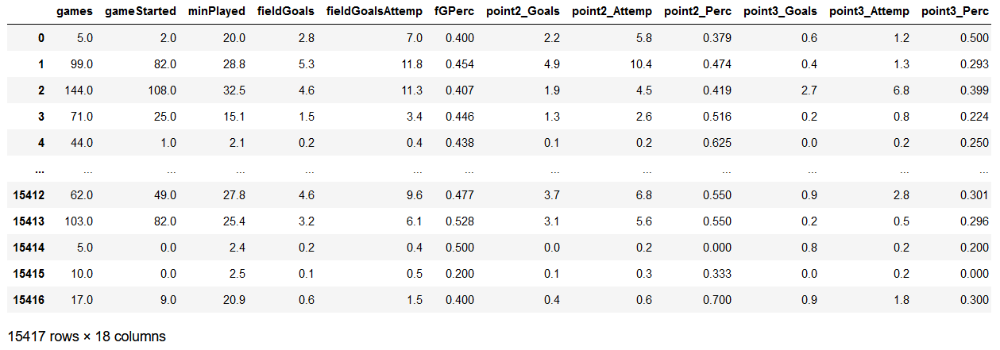 games gameStarted minPlayed fieldGoals fieldGoalsAttemp fGPerc point2_Goals point2_Attemp point2_Perc point3_Goals point3_Attemp point3_Perc
0 5.0 2.0 20.0 2.8 7.0 0.400 2.2 5.8 0.379 0.6 1.2 0.500
1 99.0 82.0 28.8 5.3 11.8 0.454 4.9 10.4 0.474 0.4 1.3 0.293
2 144.0 108.0 32.5 4.6 11.3 0.407 1.9 4.5 0.419 2.7 6.8 0.399
3 71.0 25.0 15.1 1.5 3.4 0.446 1.3 2.6 0.516 0.2 0.8 0.224
4 44.0 1.0 2.1 0.2 0.4 0.438 0.1 0.2 0.625 0.0 0.2 0.250
... ... ... ... ... ... ... ... ... ... ... ... ...
15412 62.0 49.0 27.8 4.6 9.6 0.477 3.7 6.8 0.550 0.9 2.8 0.301
15413 103.0 82.0 25.4 3.2 6.1 0.528 3.1 5.6 0.550 0.2 0.5 0.296
15414 5.0 0.0 2.4 0.2 0.4 0.500 0.0 0.2 0.000 0.8 0.2 0.200
15415 10.0 0.0 2.5 0.1 0.5 0.200 0.1 0.3 0.333 0.0 0.2 0.000
15416 17.0 9.0 20.9 0.6 1.5 0.400 0.4 0.6 0.700 0.9 1.8 0.300
15417 rows × 18 columns